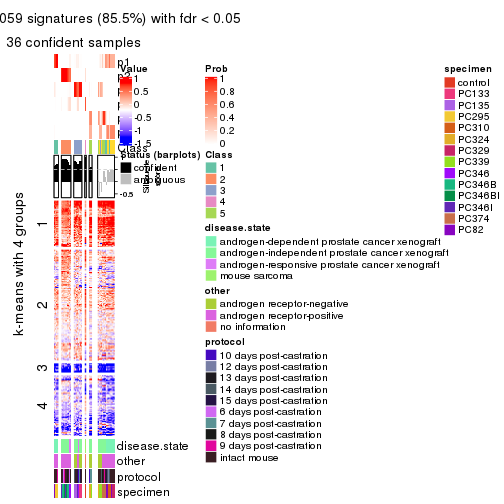 059 signatures (85.5%) with fdr < 0.05
36 confident samples
p1
Class
Value
1
0.5
0
-0.5
Status (barplots)
confident
ambiguous
-0.5
k-means with 4 groups
1
2
3
4
disease.state
other
protocol
specimen
Prob
1
0.8
0.6
0.4
0.2
0
Class
1
2
3
4
5
disease.state
androgen-dependent prostate cancer xenograft
androgen-independent prostate cancer xenograft
androgen-responsive prostate cancer xenograft
mouse sarcoma
other
androgen receptor-negative
androgen receptor-positive
no information
protocol
10 days post-castration
12 days post-castration
13 days post-castration
14 days post-castration
15 days post-castration
6 days post-castration
7 days post-castration
8 days post-castration
9 days post-castration
intact mouse
specimen
control
PC133
PC135
PC295
PC310
PC324
PC329
PC339
PC346
PC346B
PC346BI
PC346I
PC374
PC82